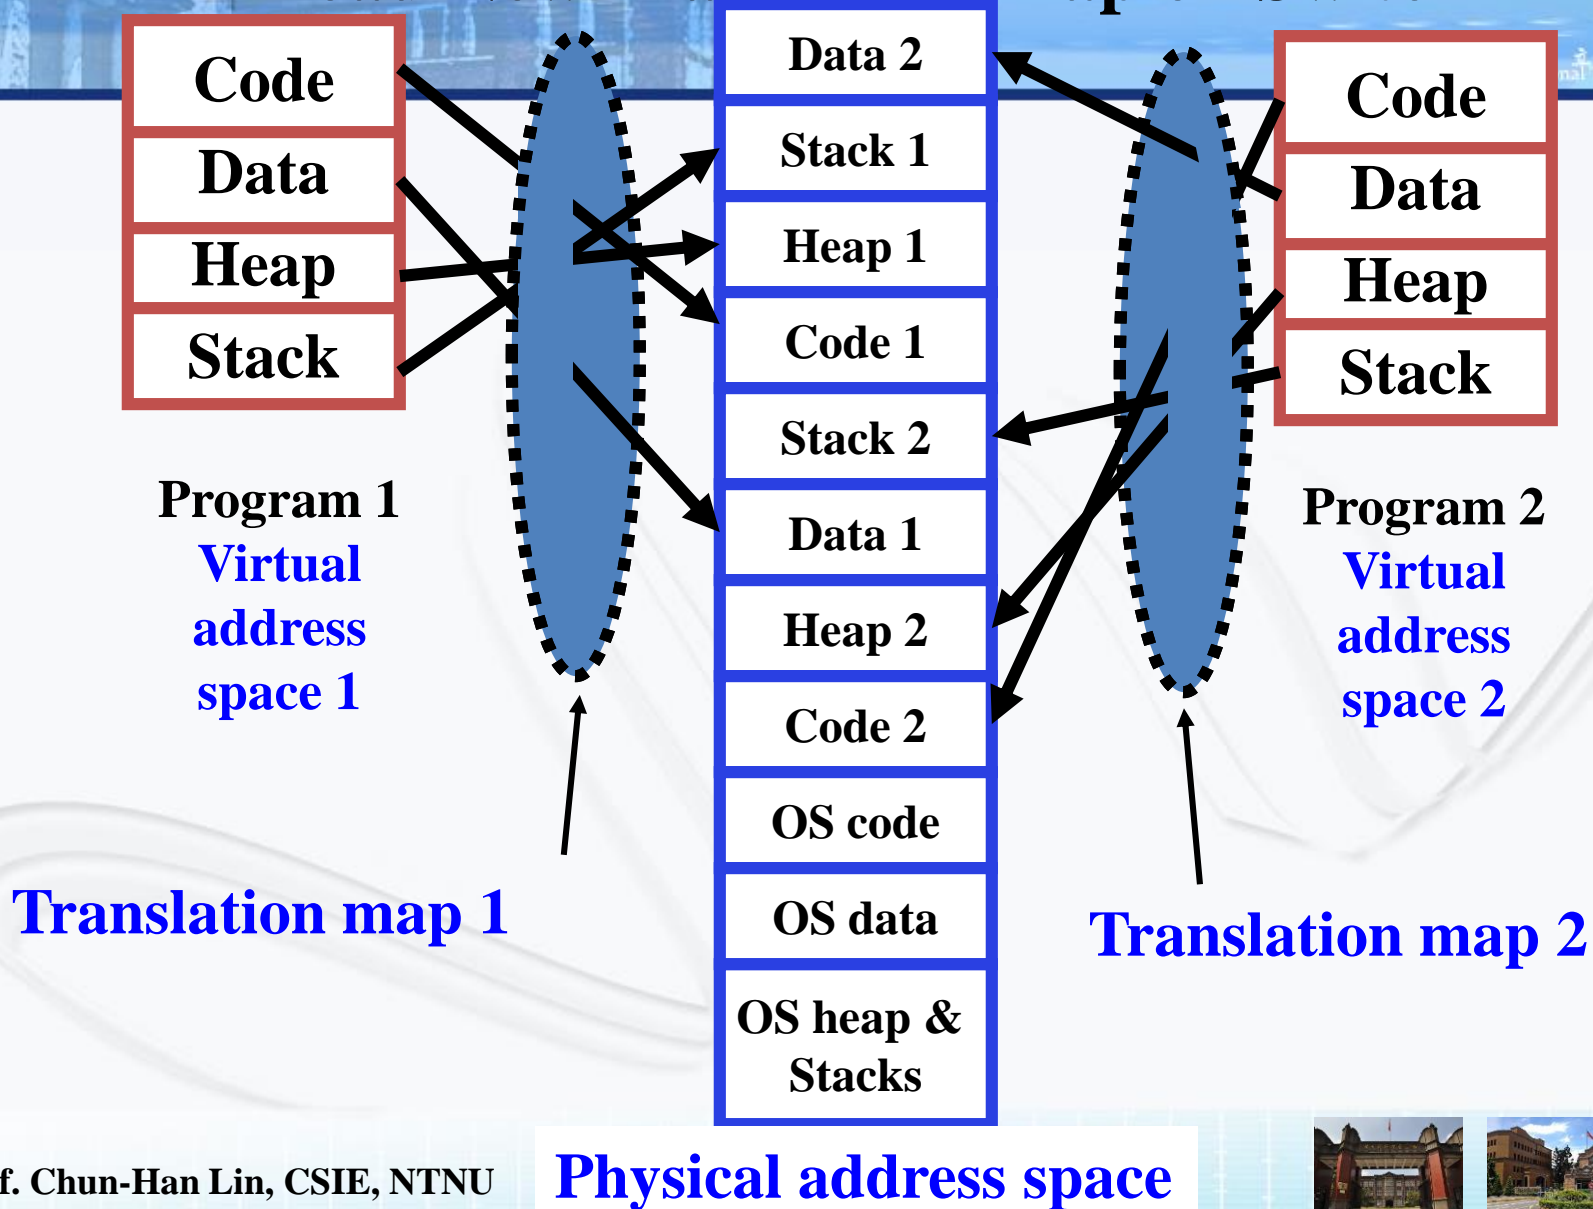 Code
Data
Heap
Stack
Program 1
Virtual
address
space 1
Translation map 1
Data 2
Stack 1
Heap 1
Code 1
Stack 2
Data 1
Heap 2
Code 2
OS code
OS data
OS heap &
Stacks
Physical address space
Code
Data
Heap
Stack
Program 2
Virtual
address
space 2
Translation map 2
f. Chun-Han Lin, CSIE, NTNU